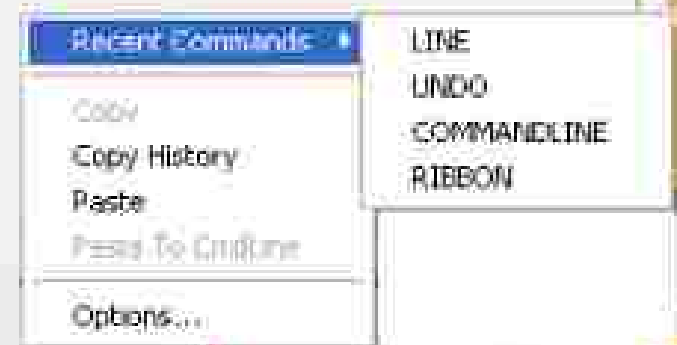 Recent Commands
LINE
UNDO
COMMANDLINE
RIBBON
Copy
Copy History
Paste
Paste To CmdLine
Options...